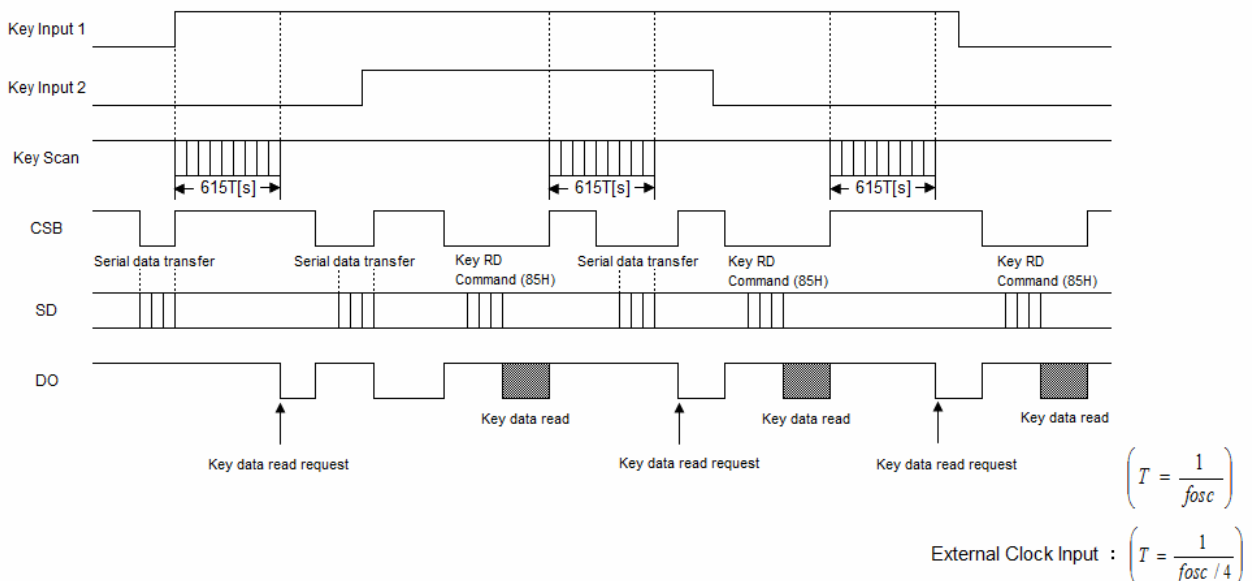 Key Input 1
Key Input 2
Key Scan
615T[s] 615T[s] 615T[s]
CSB
Serial data transfer Serial data transfer Key RD Command (85H) Serial data transfer Key RD Command (85H) Key RD Command (85H)
SD
DO
Key data read Key data read Key data read
Key data read request Key data read request Key data read request
(T = 1 / fosc)
External Clock Input : (T = 1 / (fosc / 4))